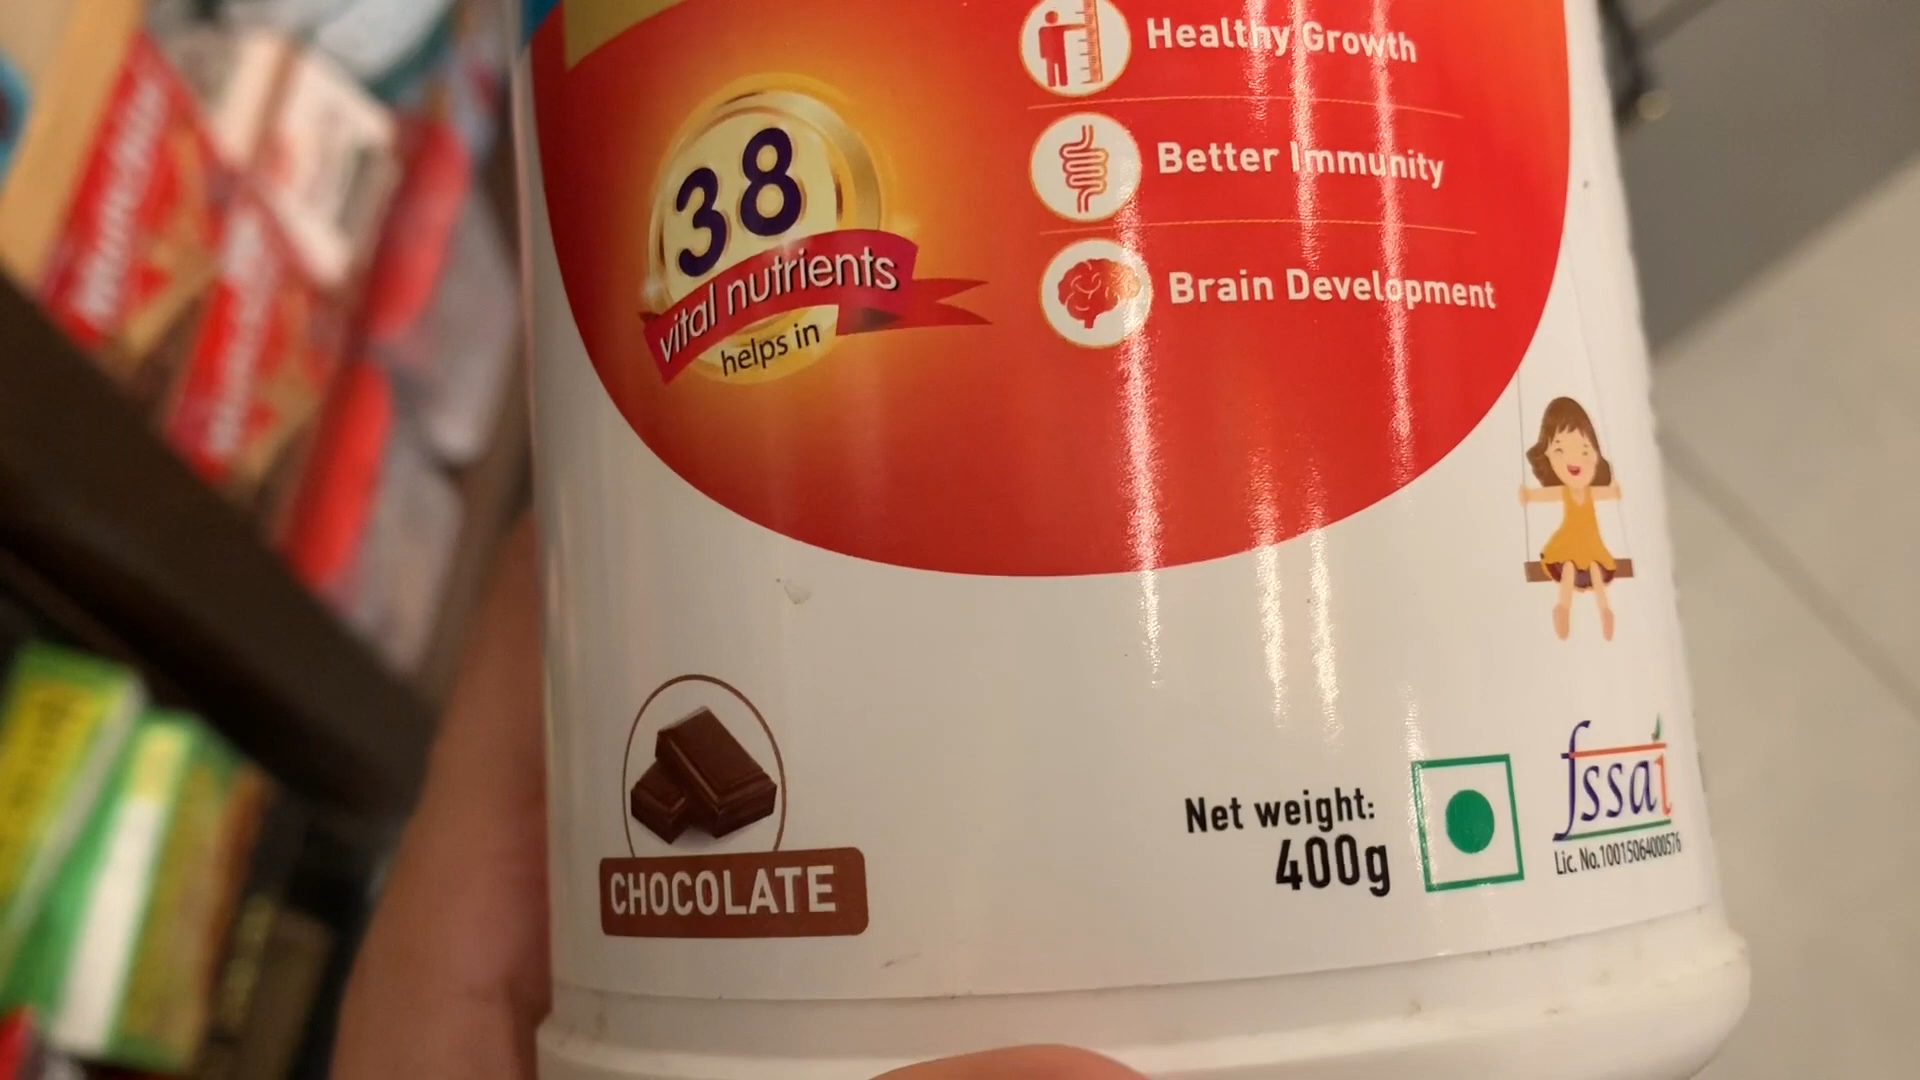 Healthy Growth
38
vital nutrients
helps in
Better Immunity
Brain Development
CHOCOLATE
Net weight:
400g
fssai
Lic. No.10015064000576